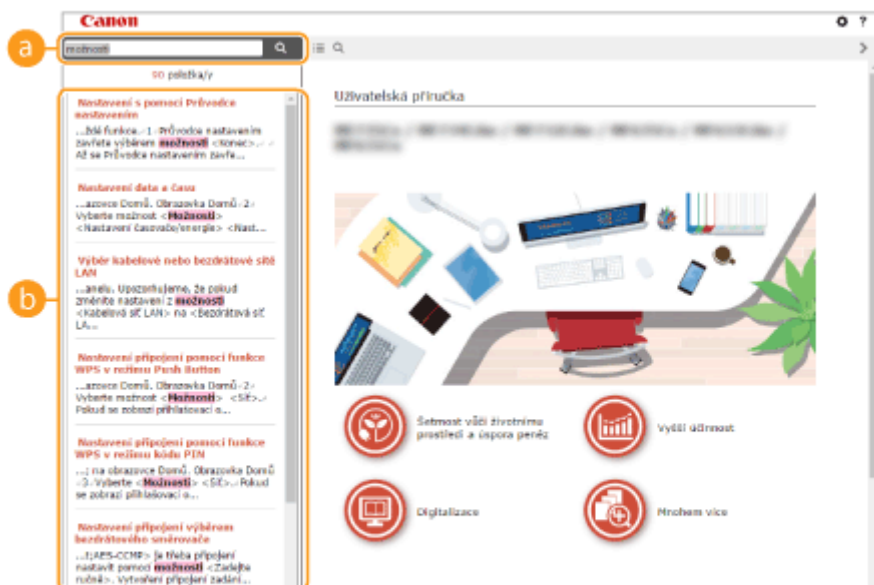 Canon
?
a
možnosti
90 položka/y
b
Nastavení s pomocí Průvodce
nastavením
...ždé funkce.-1-Průvodce nastavením
zavřete výběrem možnosti <Konec>.- -
Až se Průvodce nastavením zavře...
Nastavení data a času
...azovce Domů. Obrazovka Domů-2-
Vyberte možnost <Možnosti>
<Nastavení časovače/energie> <Nast...
Výběr kabelové nebo bezdrátové sítě
LAN
...anelu. Upozorňujeme, že pokud
změníte nastavení z možnosti
<Kabelová síť LAN> na <Bezdrátová síť
LA...
Nastavení připojení pomocí funkce
WPS v režimu Push Button
...azovce Domů. Obrazovka Domů-2-
Vyberte možnost <Možnosti> <Síť>.-
Pokud se zobrazí přihlašovací o...
Nastavení připojení pomocí funkce
WPS v režimu kódu PIN
...; na obrazovce Domů. Obrazovka Domů
-3-Vyberte <Možnosti> <Síť>.-Pokud
se zobrazí přihlašovací o...
Nastavení připojení výběrem
bezdrátového směrovače
...t;AES-CCMP> je třeba připojení
nastavit pomocí možnosti <Zadejte
ručně>. Vytvoření připojení zadání...
Uživatelská příručka
Šetrnost vůči životnímu
prostředí a úspora peněz
Vyšší účinnost
Digitalizace
Mnohem více